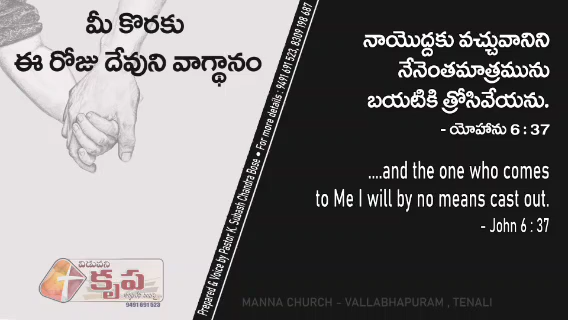 మీ కొరకు
ఈ రోజు దేవుని వాగ్థానం
విడువని
కృప
9491 691 523
Prepared & Voice by Pastor K. Subash Chandra Bose • For more details : 9491 691 523, 8309 198 687
నాయొద్దకు వచ్చువానిని
నేనెంతమాత్రమును
బయటికి త్రోసివేయను.
- యోహాను 6 : 37
....and the one who comes
to Me I will by no means cast out.
- John 6 : 37
MANNA CHURCH - VALLABHAPURAM , TENALI